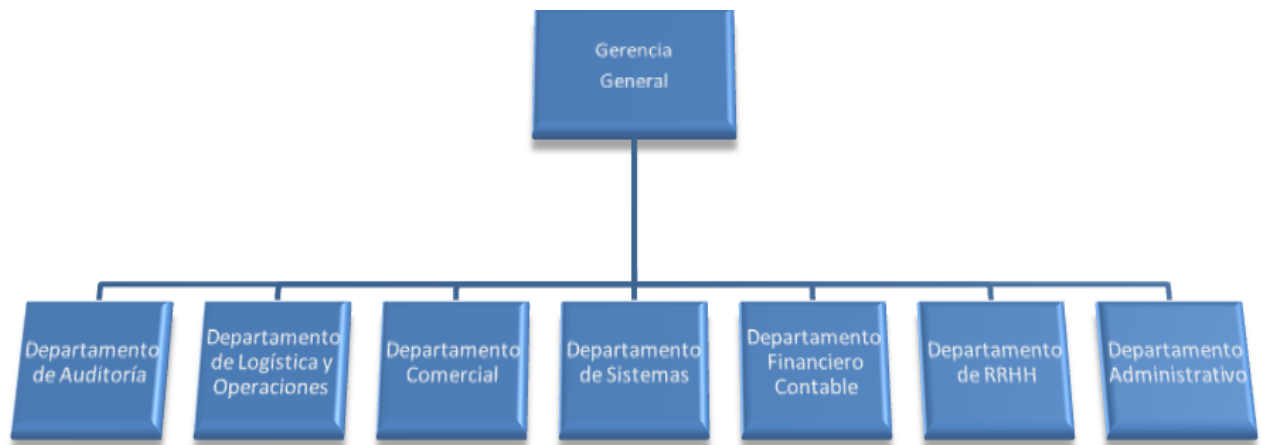 Gerencia
General
Departamento
de Auditoría
Departamento
de Logística y
Operaciones
Departamento
Comercial
Departamento
de Sistemas
Departamento
Financiero
Contable
Departamento
de RRHH
Departamento
Administrativo